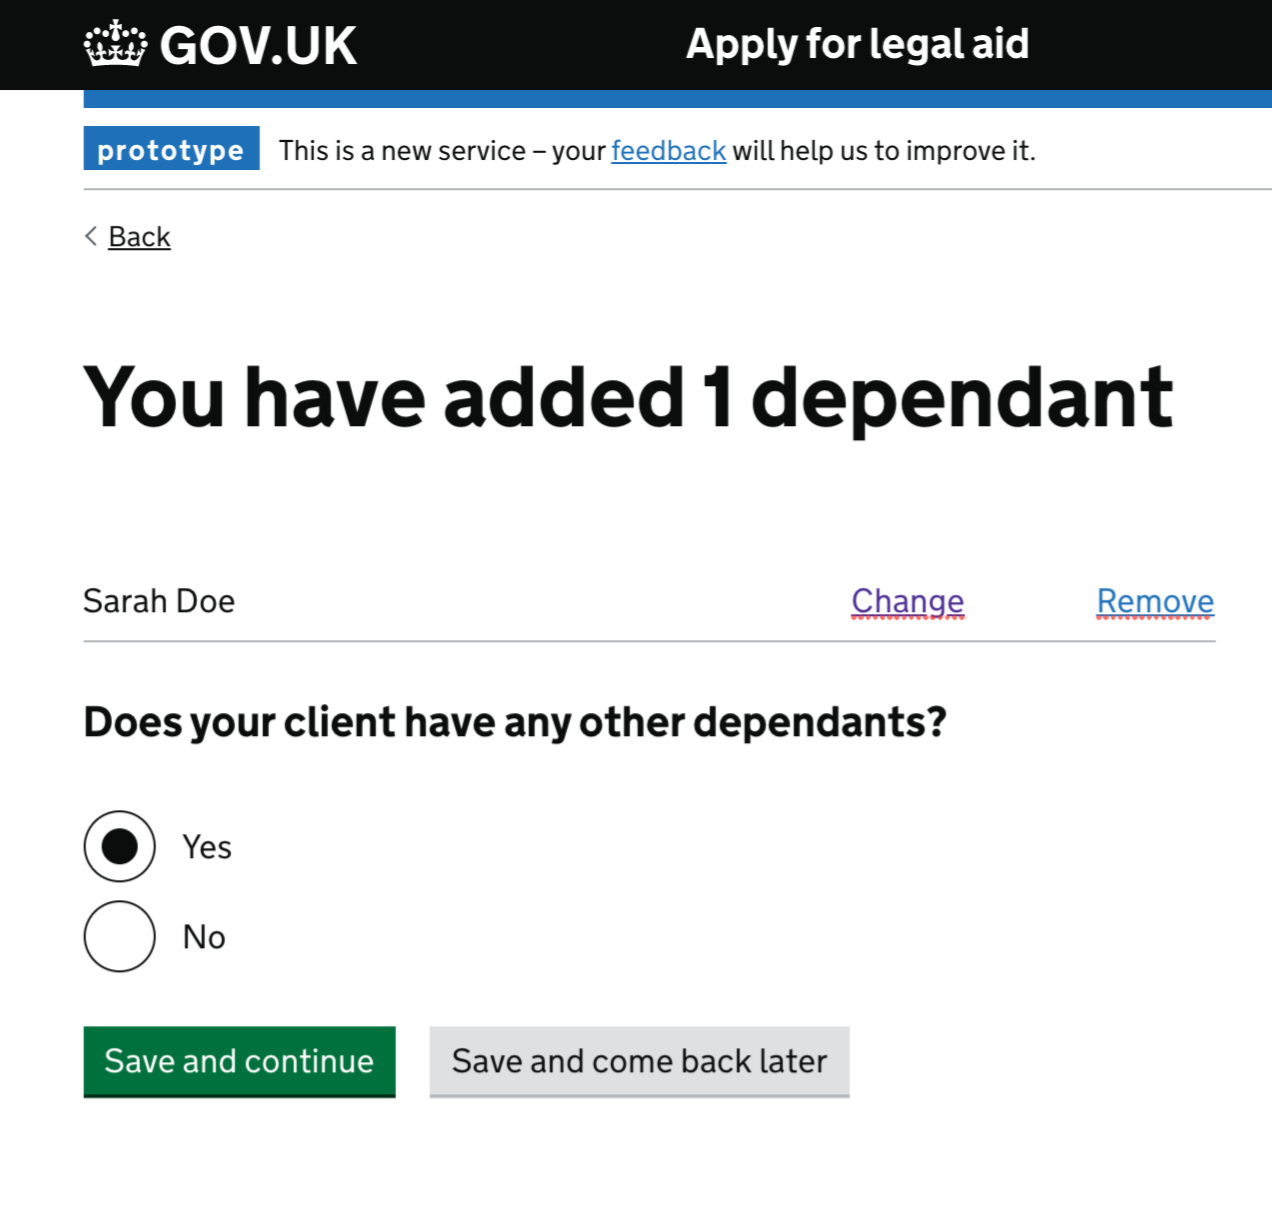 GOV.UK Apply for legal aid
prototype This is a new service – your feedback will help us to improve it.
Back
You have added 1 dependant
Sarah Doe Change Remove
Does your client have any other dependants?
Yes
No
Save and continue Save and come back later